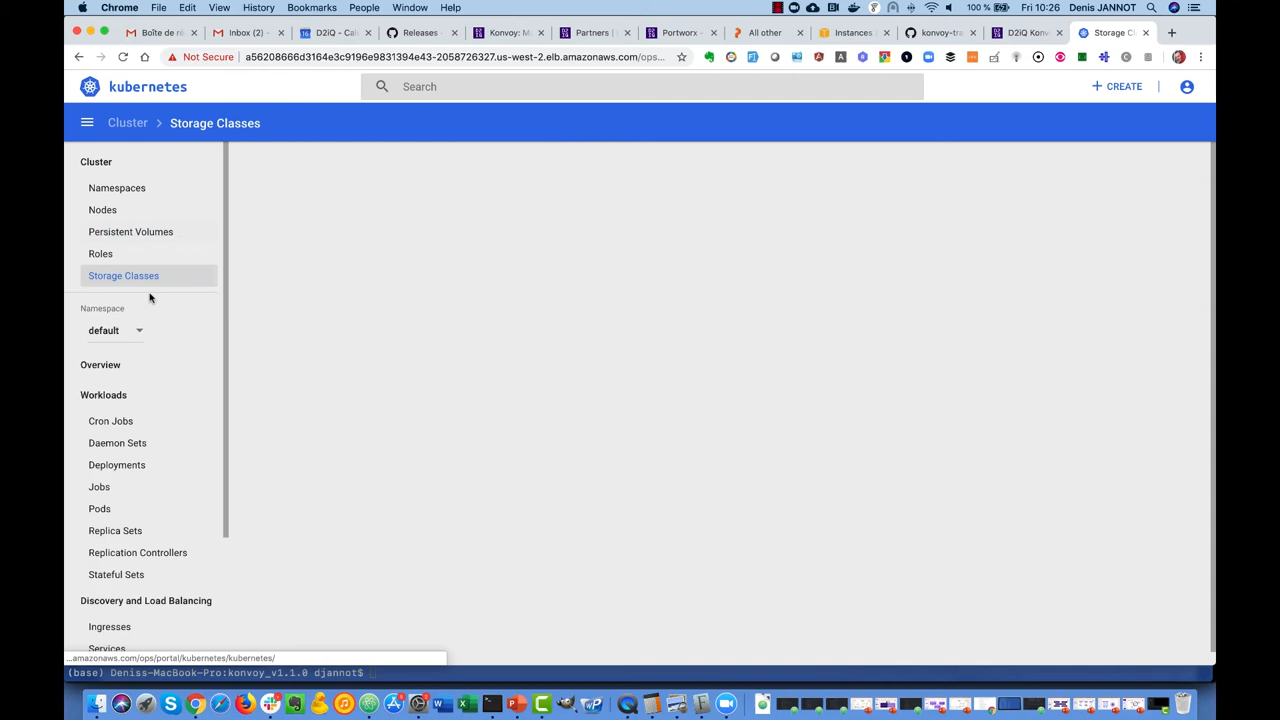 Chrome File Edit View History Bookmarks People Window Help 100 % Fri 10:26 Denis JANNOT
Boîte de ré Inbox (2) - D2iQ - Cale Releases - Konvoy: M Partners | Portworx - All other Instances | konvoy-tra D2iQ Konv Storage Cl
Not Secure a56208666d3164e3c9196e9831394e43-2058726327.us-west-2.elb.amazonaws.com/ops...
kubernetes Search + CREATE
Cluster > Storage Classes
Cluster
Namespaces
Nodes
Persistent Volumes
Roles
Storage Classes
Namespace
default
Overview
Workloads
Cron Jobs
Daemon Sets
Deployments
Jobs
Pods
Replica Sets
Replication Controllers
Stateful Sets
Discovery and Load Balancing
Ingresses
Services
...amazonaws.com/ops/portal/kubernetes/kubernetes/
(base) Deniss-MacBook-Pro:konvoy_v1.1.0 djannot$